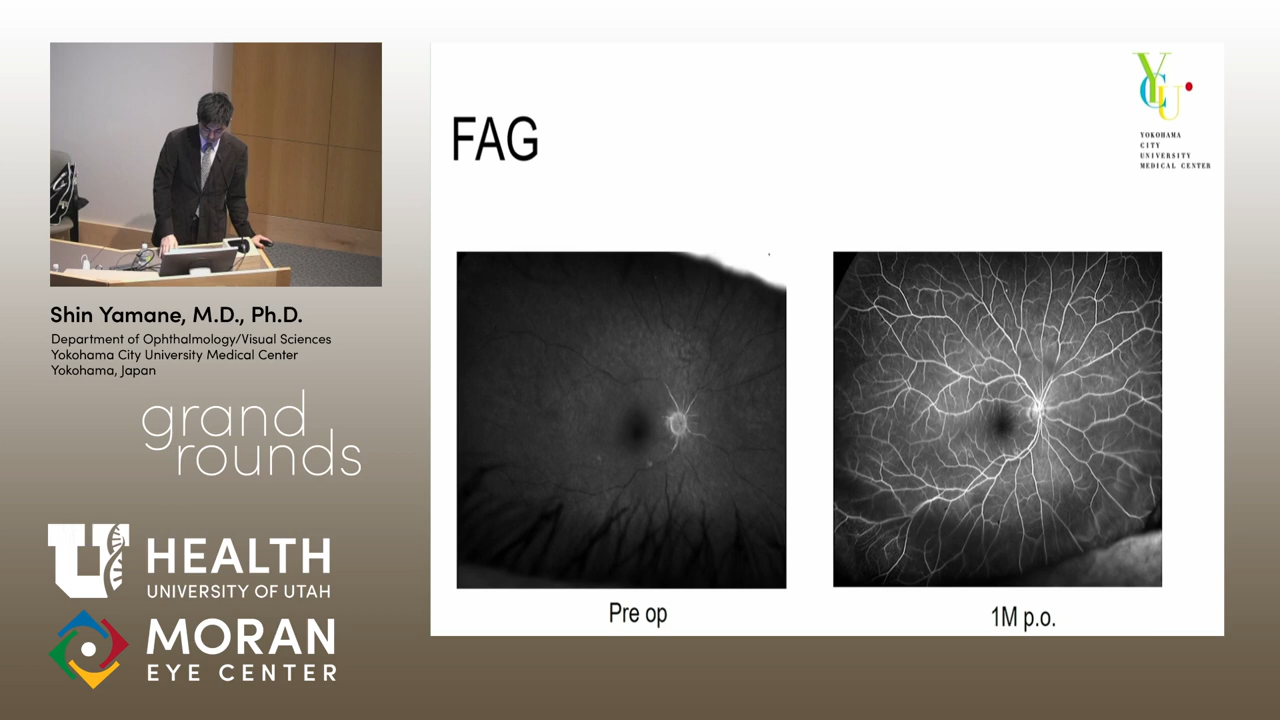 Shin Yamane, M.D., Ph.D.
Department of Ophthalmology/Visual Sciences
Yokohama City University Medical Center
Yokohama, Japan
grand
rounds
U HEALTH
UNIVERSITY OF UTAH
MORAN
EYE CENTER
FAG
YCU
YOKOHAMA
CITY
UNIVERSITY
MEDICAL CENTER
Pre op
1M p.o.